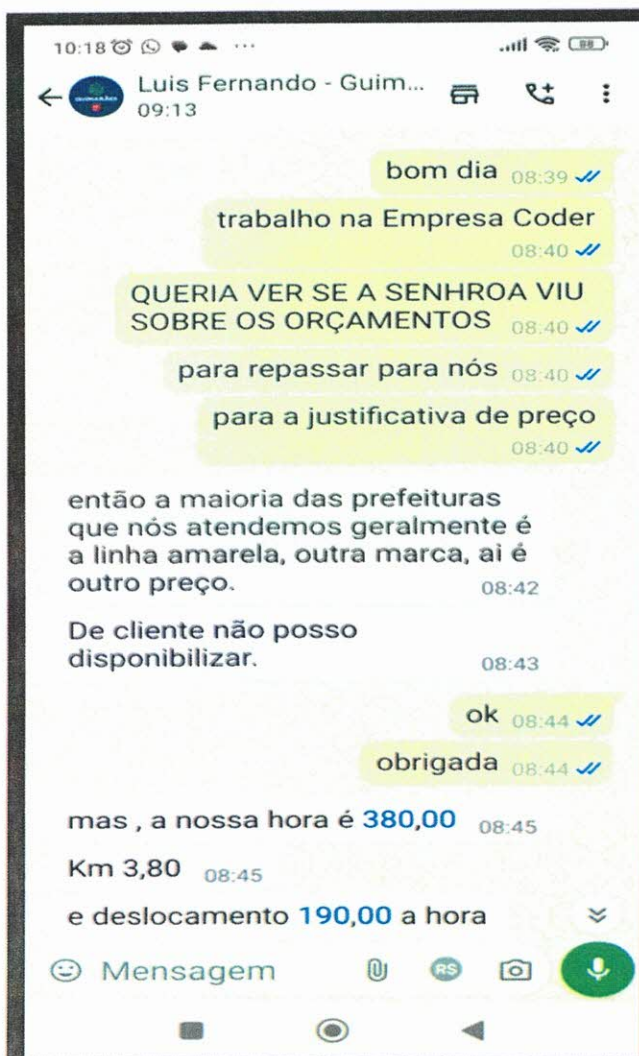 10:18
88
Luis Fernando - Guim...
09:13
GUIMARÃES
bom dia 08:39
trabalho na Empresa Coder
08:40
QUERIA VER SE A SENHROA VIU
SOBRE OS ORÇAMENTOS 08:40
para repassar para nós 08:40
para a justificativa de preço
08:40
então a maioria das prefeituras
que nós atendemos geralmente é
a linha amarela, outra marca, ai é
outro preço. 08:42
De cliente não posso
disponibilizar. 08:43
ok 08:44
obrigada 08:44
mas , a nossa hora é 380,00 08:45
Km 3,80 08:45
e deslocamento 190,00 a hora
Mensagem
RS